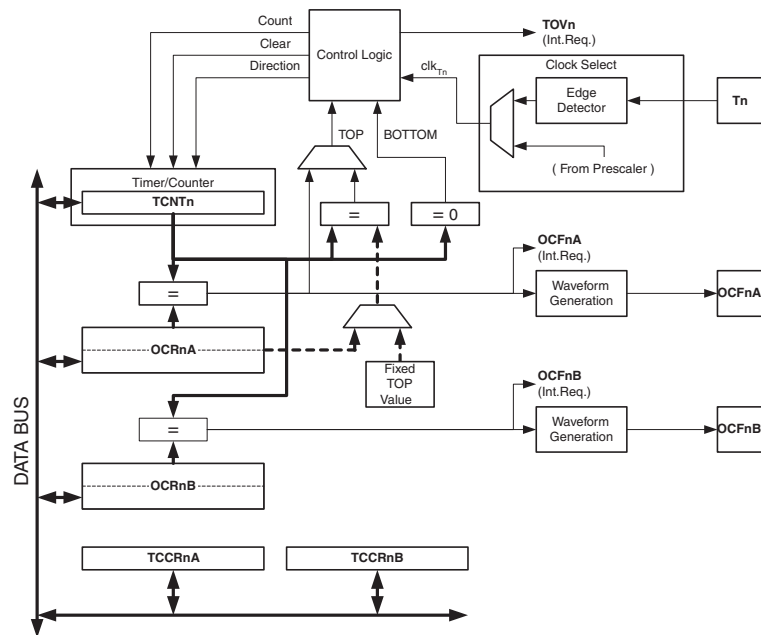 Count
Clear
Direction
Control Logic
TOVn
(Int.Req.)
clkTn
Clock Select
Edge
Detector
Tn
( From Prescaler )
TOP
BOTTOM
Timer/Counter
TCNTn
=
= 0
OCFnA
(Int.Req.)
=
Waveform
Generation
OCFnA
OCRnA
Fixed
TOP
Value
OCFnB
(Int.Req.)
=
Waveform
Generation
OCFnB
OCRnB
DATA BUS
TCCRnA
TCCRnB